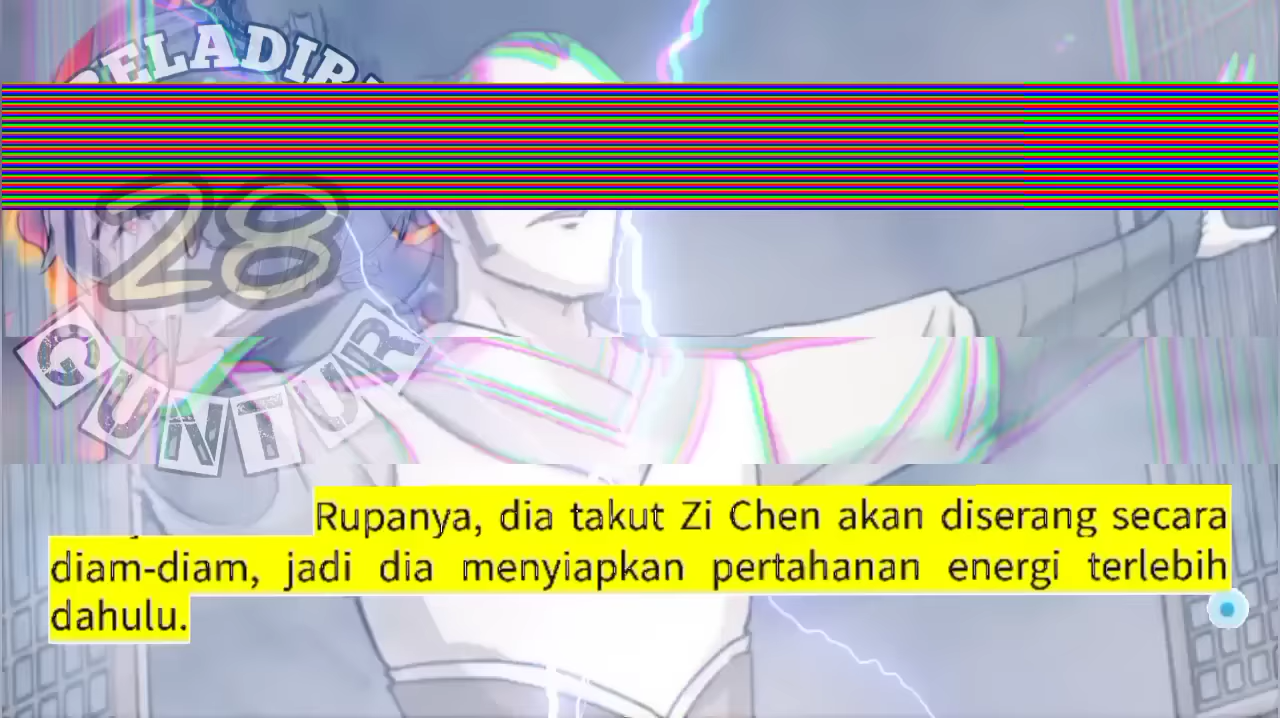 28
GUNTUR
Rupanya, dia takut Zi Chen akan diserang secara
diam-diam, jadi dia menyiapkan pertahanan energi terlebih
dahulu.